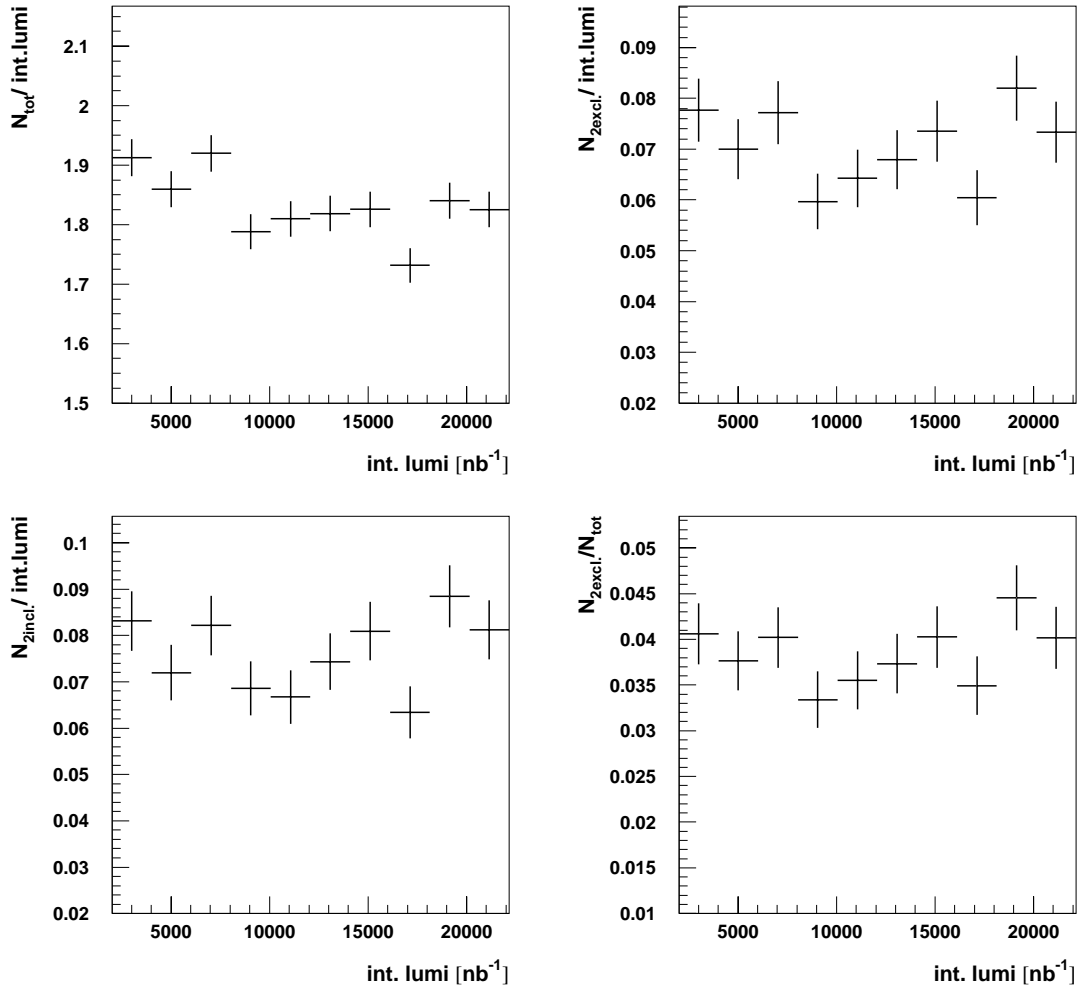 N_tot/ int.lumi
2.1
2
1.9
1.8
1.7
1.6
1.5
5000 10000 15000 20000
int. lumi [nb⁻¹]
N_2excl./ int.lumi
0.09
0.08
0.07
0.06
0.05
0.04
0.03
0.02
5000 10000 15000 20000
int. lumi [nb⁻¹]
N_2incl./ int.lumi
0.1
0.09
0.08
0.07
0.06
0.05
0.04
0.03
0.02
5000 10000 15000 20000
int. lumi [nb⁻¹]
N_2excl./N_tot
0.05
0.045
0.04
0.035
0.03
0.025
0.02
0.015
0.01
5000 10000 15000 20000
int. lumi [nb⁻¹]